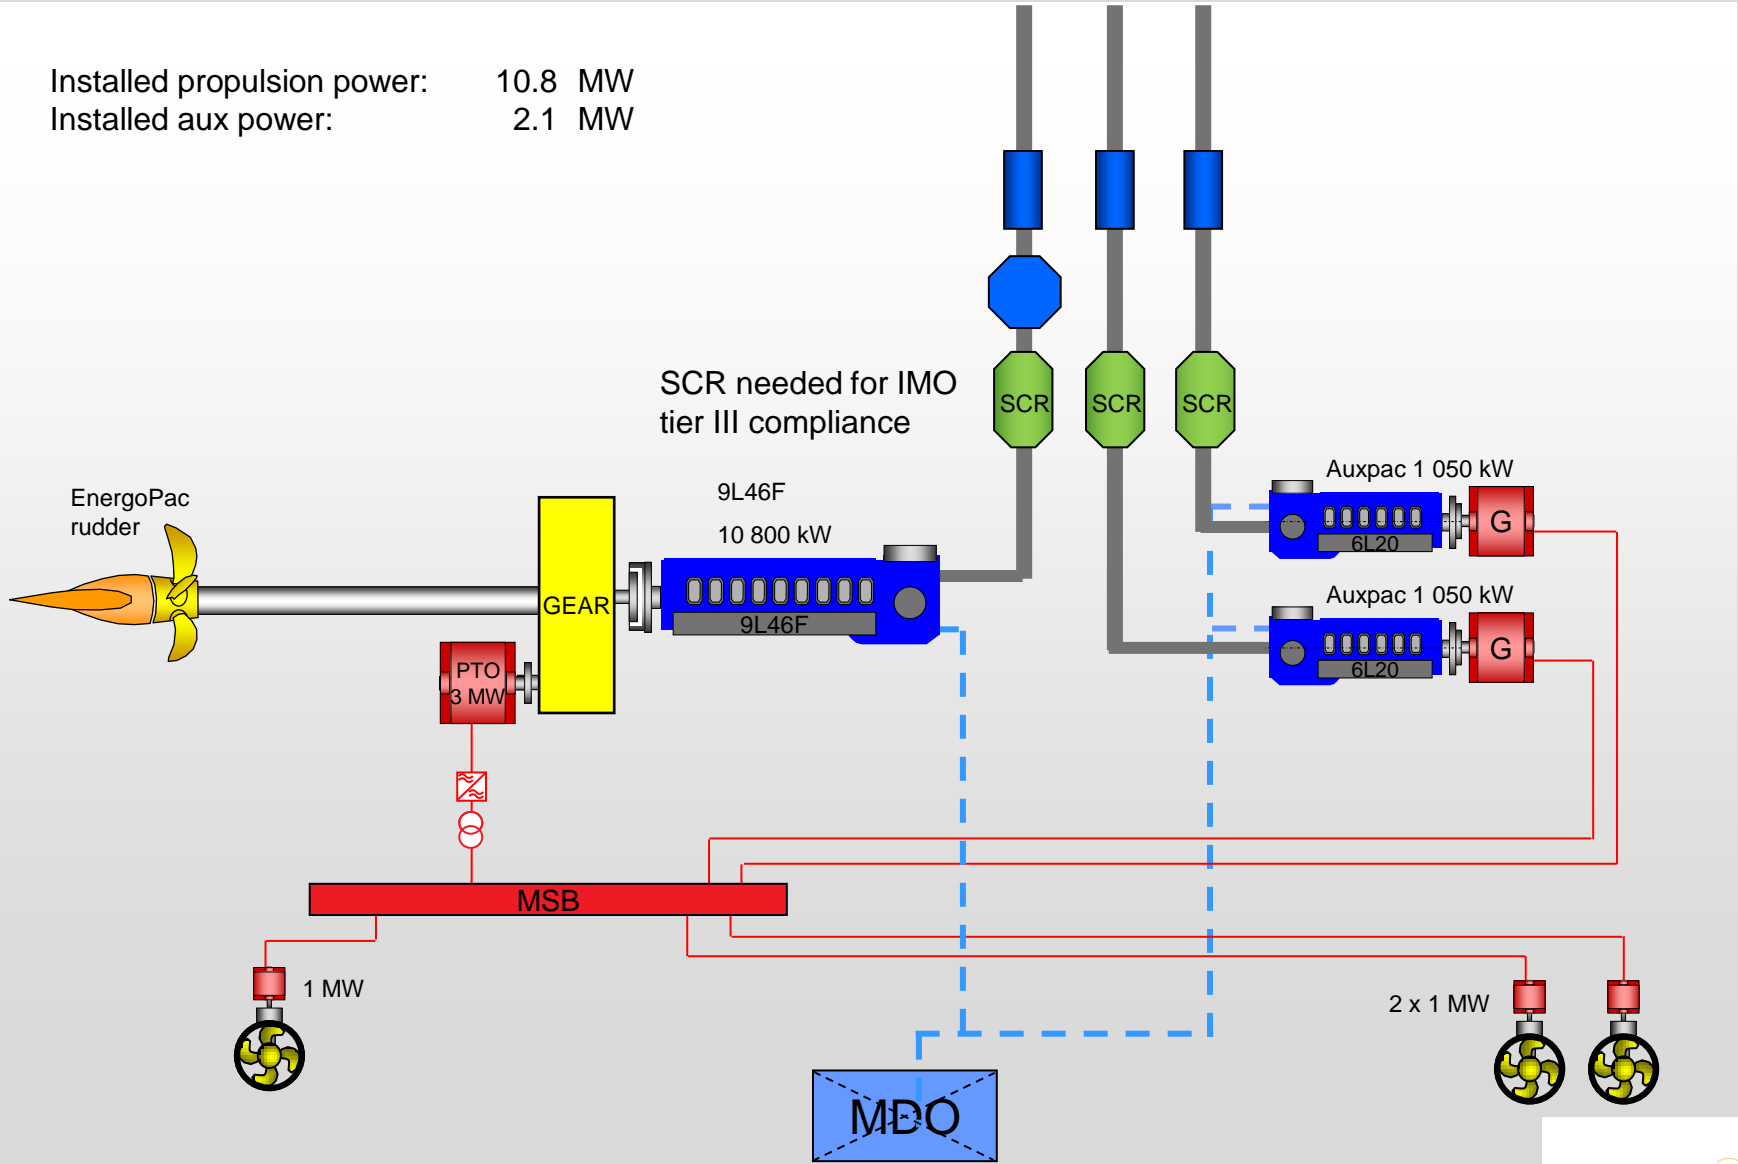 Installed propulsion power: 10.8 MW
Installed aux power: 2.1 MW
SCR needed for IMO
tier III compliance
SCR
SCR
SCR
EnergoPac
rudder
9L46F
10 800 kW
GEAR
9L46F
PTO
3 MW
Auxpac 1 050 kW
G
6L20
Auxpac 1 050 kW
G
6L20
MSB
1 MW
2 x 1 MW
MDO